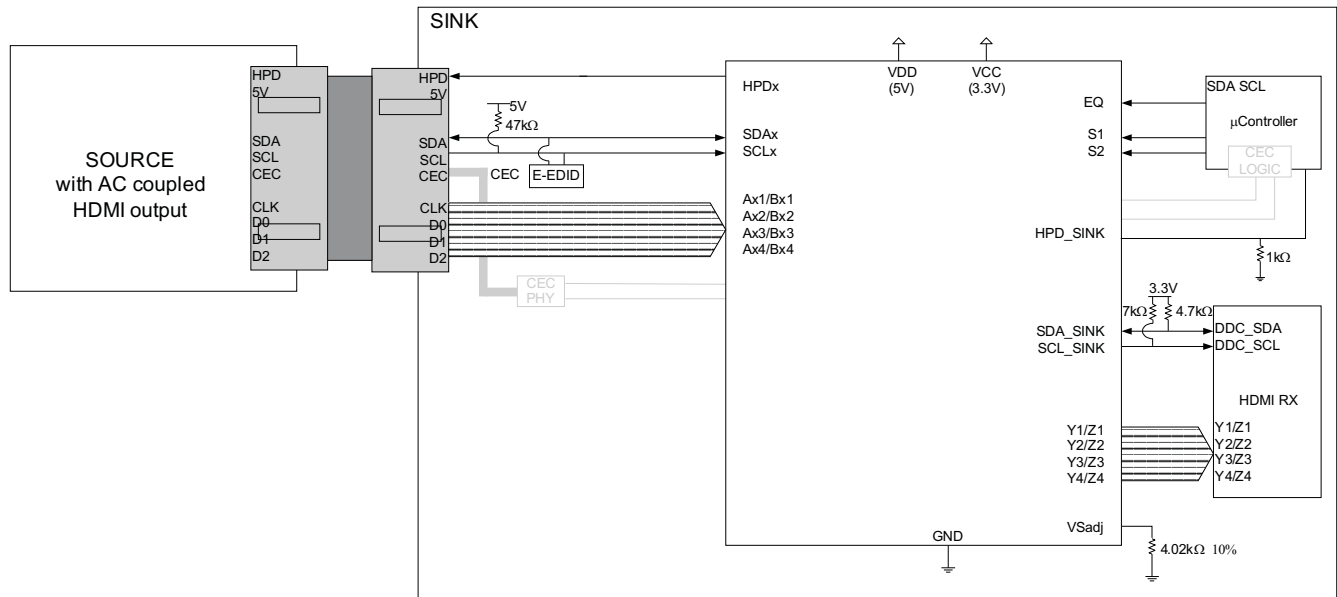 SINK
SOURCE
with AC coupled
HDMI output
HPD
5V
SDA
SCL
CEC
CLK
D0
D1
D2
HPD
5V
SDA
SCL
CEC
CLK
D0
D1
D2
5V
47kΩ
CEC
E-EDID
CEC
PHY
HPDx
SDAx
SCLx
Ax1/Bx1
Ax2/Bx2
Ax3/Bx3
Ax4/Bx4
VDD
(5V)
VCC
(3.3V)
EQ
S1
S2
HPD_SINK
SDA_SINK
SCL_SINK
Y1/Z1
Y2/Z2
Y3/Z3
Y4/Z4
VSadj
GND
SDA SCL
μController
CEC
LOGIC
1kΩ
3.3V
7kΩ 4.7kΩ
DDC_SDA
DDC_SCL
HDMI RX
Y1/Z1
Y2/Z2
Y3/Z3
Y4/Z4
4.02kΩ 10%